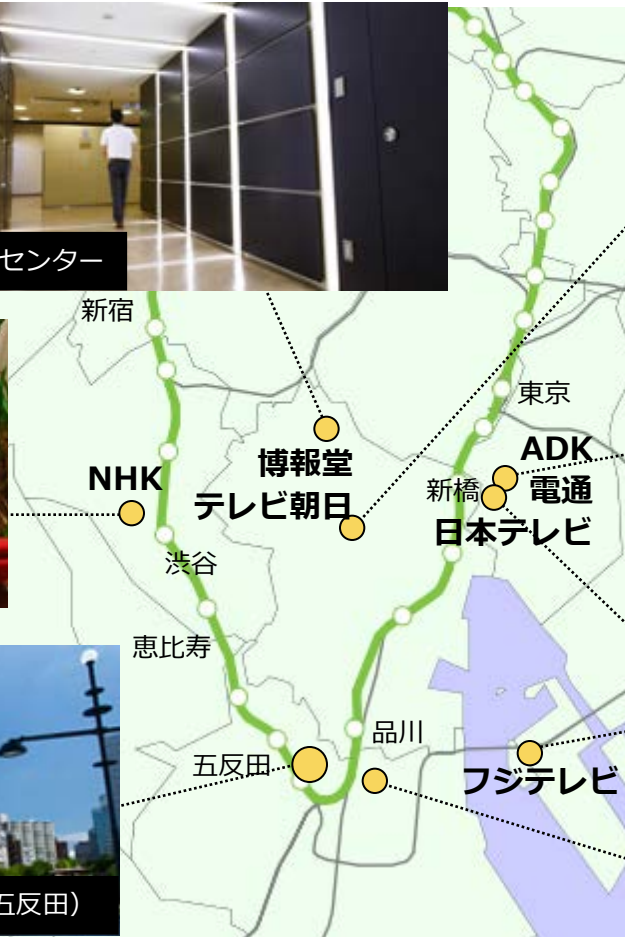 センター
新宿
東京
ADK
博報堂
NHK
新橋
電通
テレビ朝日
日本テレビ
渋谷
恵比寿
品川
五反田
フジテレビ
五反田）